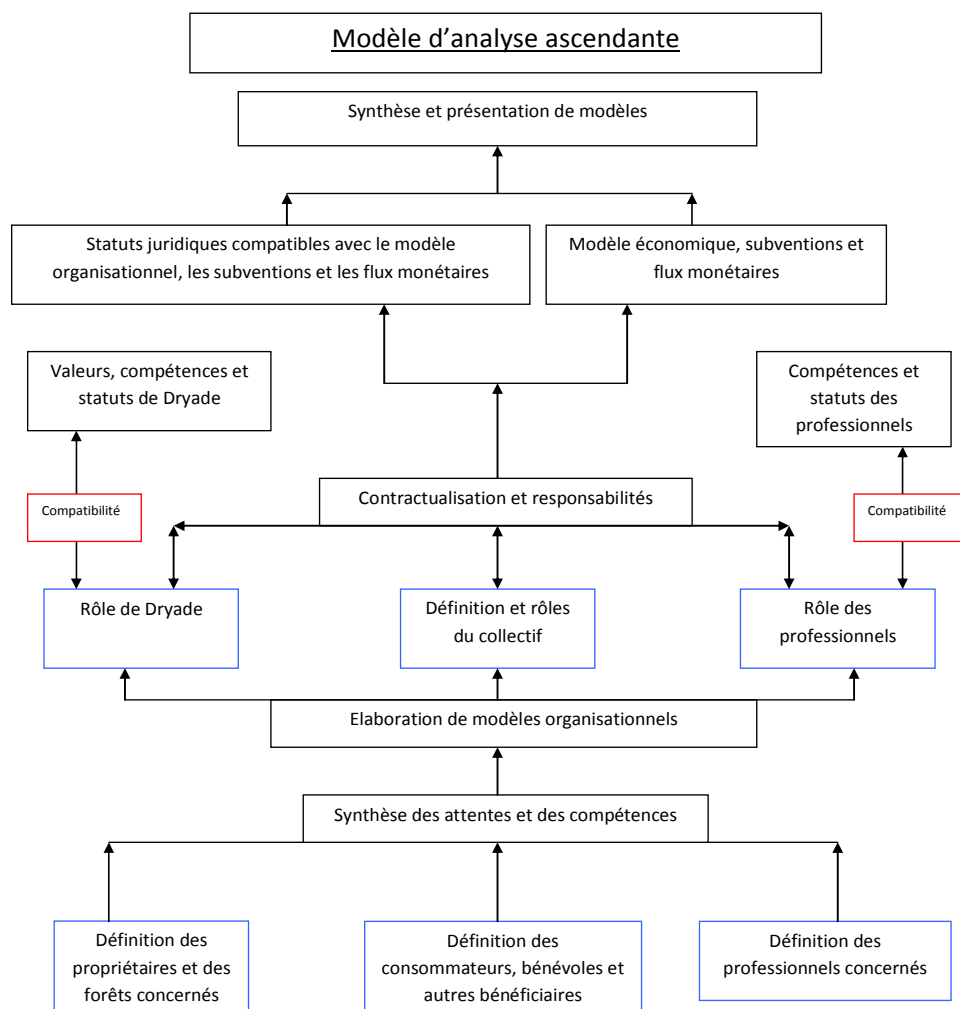 Modèle d'analyse ascendante
Synthèse et présentation de modèles
Statuts juridiques compatibles avec le modèle
organisationnel, les subventions et les flux monétaires
Modèle économique, subventions et
flux monétaires
Valeurs, compétences et
statuts de Dryade
Compétences et
statuts des
professionnels
Compatibilité
Contractualisation et responsabilités
Compatibilité
Rôle de Dryade
Définition et rôles
du collectif
Rôle des
professionnels
Elaboration de modèles organisationnels
Synthèse des attentes et des compétences
Définition des
propriétaires et des
forêts concernés
Définition des
consommateurs, bénévoles et
autres bénéficiaires
Définition des
professionnels concernés